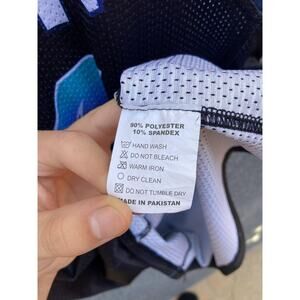 90% POLYESTER
10% SPANDEX
HAND WASH
DO NOT BLEACH
WARM IRON
DRY CLEAN
DO NOT TUMBLE DRY
MADE IN PAKISTAN